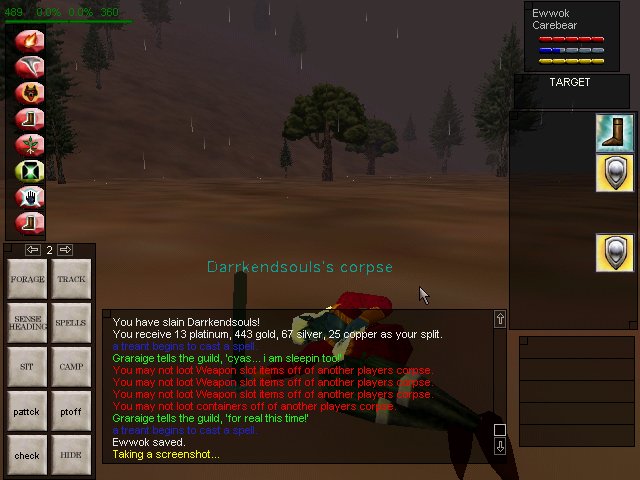 489 0.0% 0.0% 360
Ewwok
Carebear
TARGET
Darrkendsouls's corpse
2
FORAGE TRACK
SENSE HEADING SPELLS
SIT CAMP
pattck ptoff
check HIDE
You have slain Darrkendsouls!
You receive 13 platinum, 443 gold, 67 silver, 25 copper as your split.
a treant begins to cast a spell.
Graraige tells the guild, 'cyas... i am sleepin too!'
You may not loot Weapon slot items off of another players corpse.
You may not loot Weapon slot items off of another players corpse.
You may not loot Weapon slot items off of another players corpse.
You may not loot containers off of another players corpse.
Graraige tells the guild, 'for real this time!'
a treant begins to cast a spell.
Ewwok saved.
Taking a screenshot...